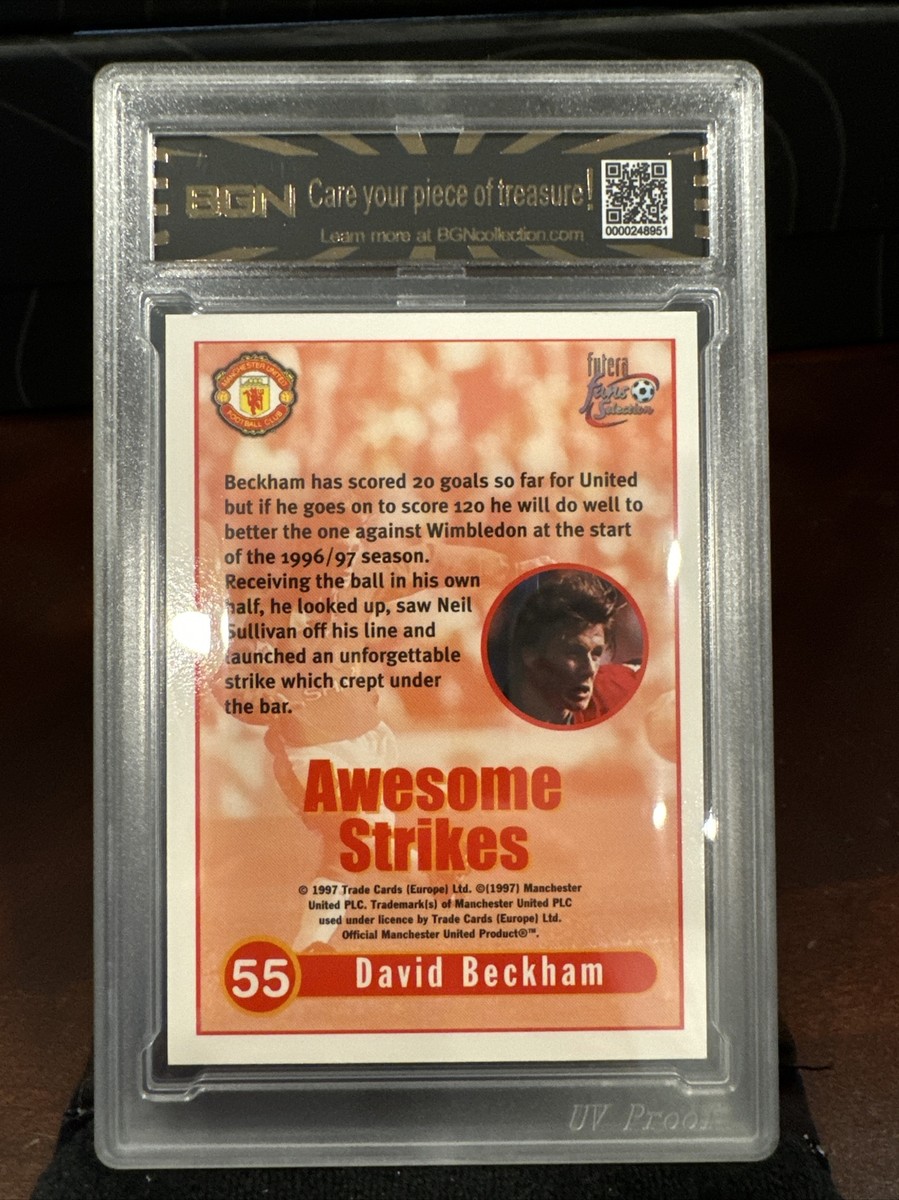 BGN Care your piece of treasure!
Learn more at BGNcollection.com
0000248951
MANCHESTER UNITED
FOOTBALL CLUB
futera
Fans
Selection
Beckham has scored 20 goals so far for United
but if he goes on to score 120 he will do well to
better the one against Wimbledon at the start
of the 1996/97 season.
Receiving the ball in his own
half, he looked up, saw Neil
Sullivan off his line and
launched an unforgettable
strike which crept under
the bar.
Awesome
Strikes
© 1997 Trade Cards (Europe) Ltd. ©(1997) Manchester
United PLC. Trademark(s) of Manchester United PLC
used under licence by Trade Cards (Europe) Ltd.
Official Manchester United Product®™.
55 David Beckham
UV Proof